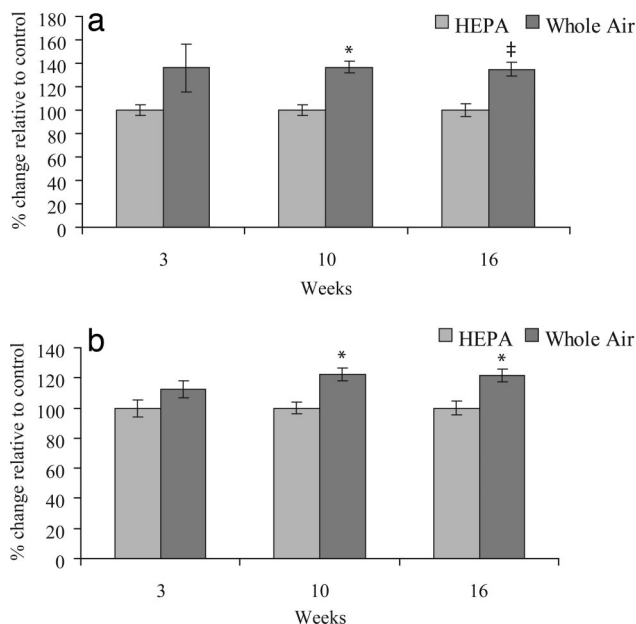 a
HEPA Whole Air
% change relative to control
180
160
140
120
100
80
60
40
20
0
*
‡
3 10 16
Weeks
b
HEPA Whole Air
% change relative to control
140
120
100
80
60
40
20
0
* *
3 10 16
Weeks